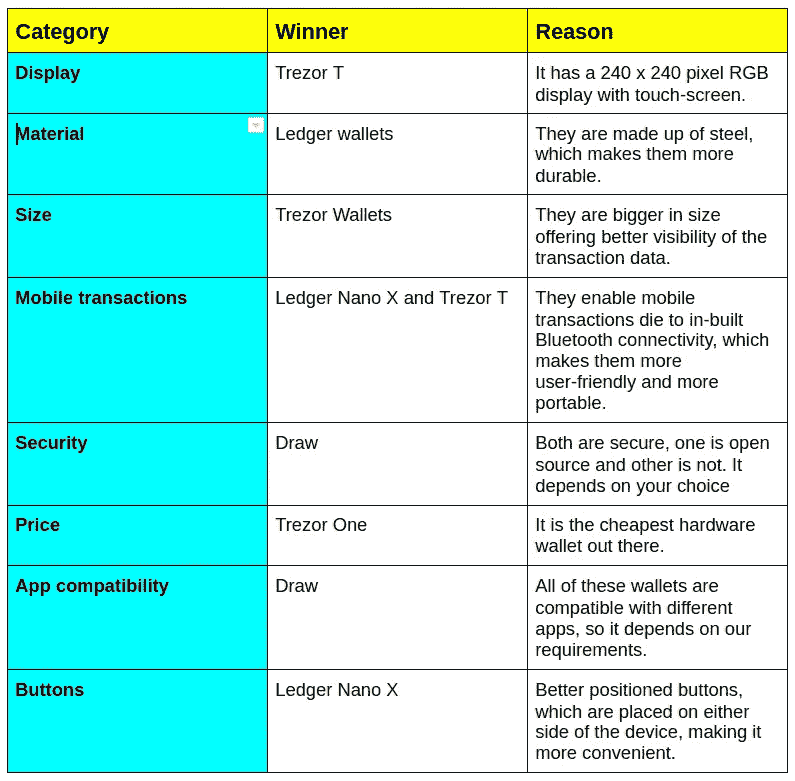 Category Winner Reason
Display Trezor T It has a 240 x 240 pixel RGB
display with touch-screen.
Material Ledger wallets They are made up of steel,
which makes them more
durable.
Size Trezor Wallets They are bigger in size
offering better visibility of the
transaction data.
Mobile transactions Ledger Nano X and Trezor T They enable mobile
transactions die to in-built
Bluetooth connectivity, which
makes them more
user-friendly and more
portable.
Security Draw Both are secure, one is open
source and other is not. It
depends on your choice
Price Trezor One It is the cheapest hardware
wallet out there.
App compatibility Draw All of these wallets are
compatible with different
apps, so it depends on our
requirements.
Buttons Ledger Nano X Better positioned buttons,
which are placed on either
side of the device, making it
more convenient.